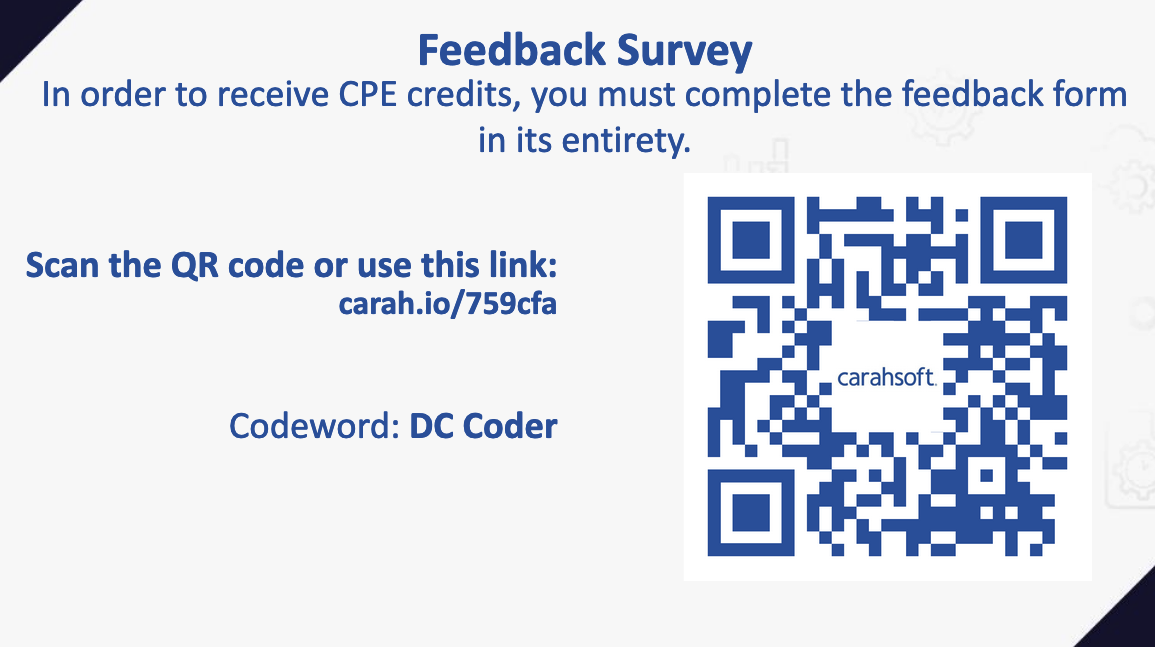 Feedback Survey
In order to receive CPE credits, you must complete the feedback form
in its entirety.
Scan the QR code or use this link:
carah.io/759cfa
Codeword: DC Coder
carahsoft.